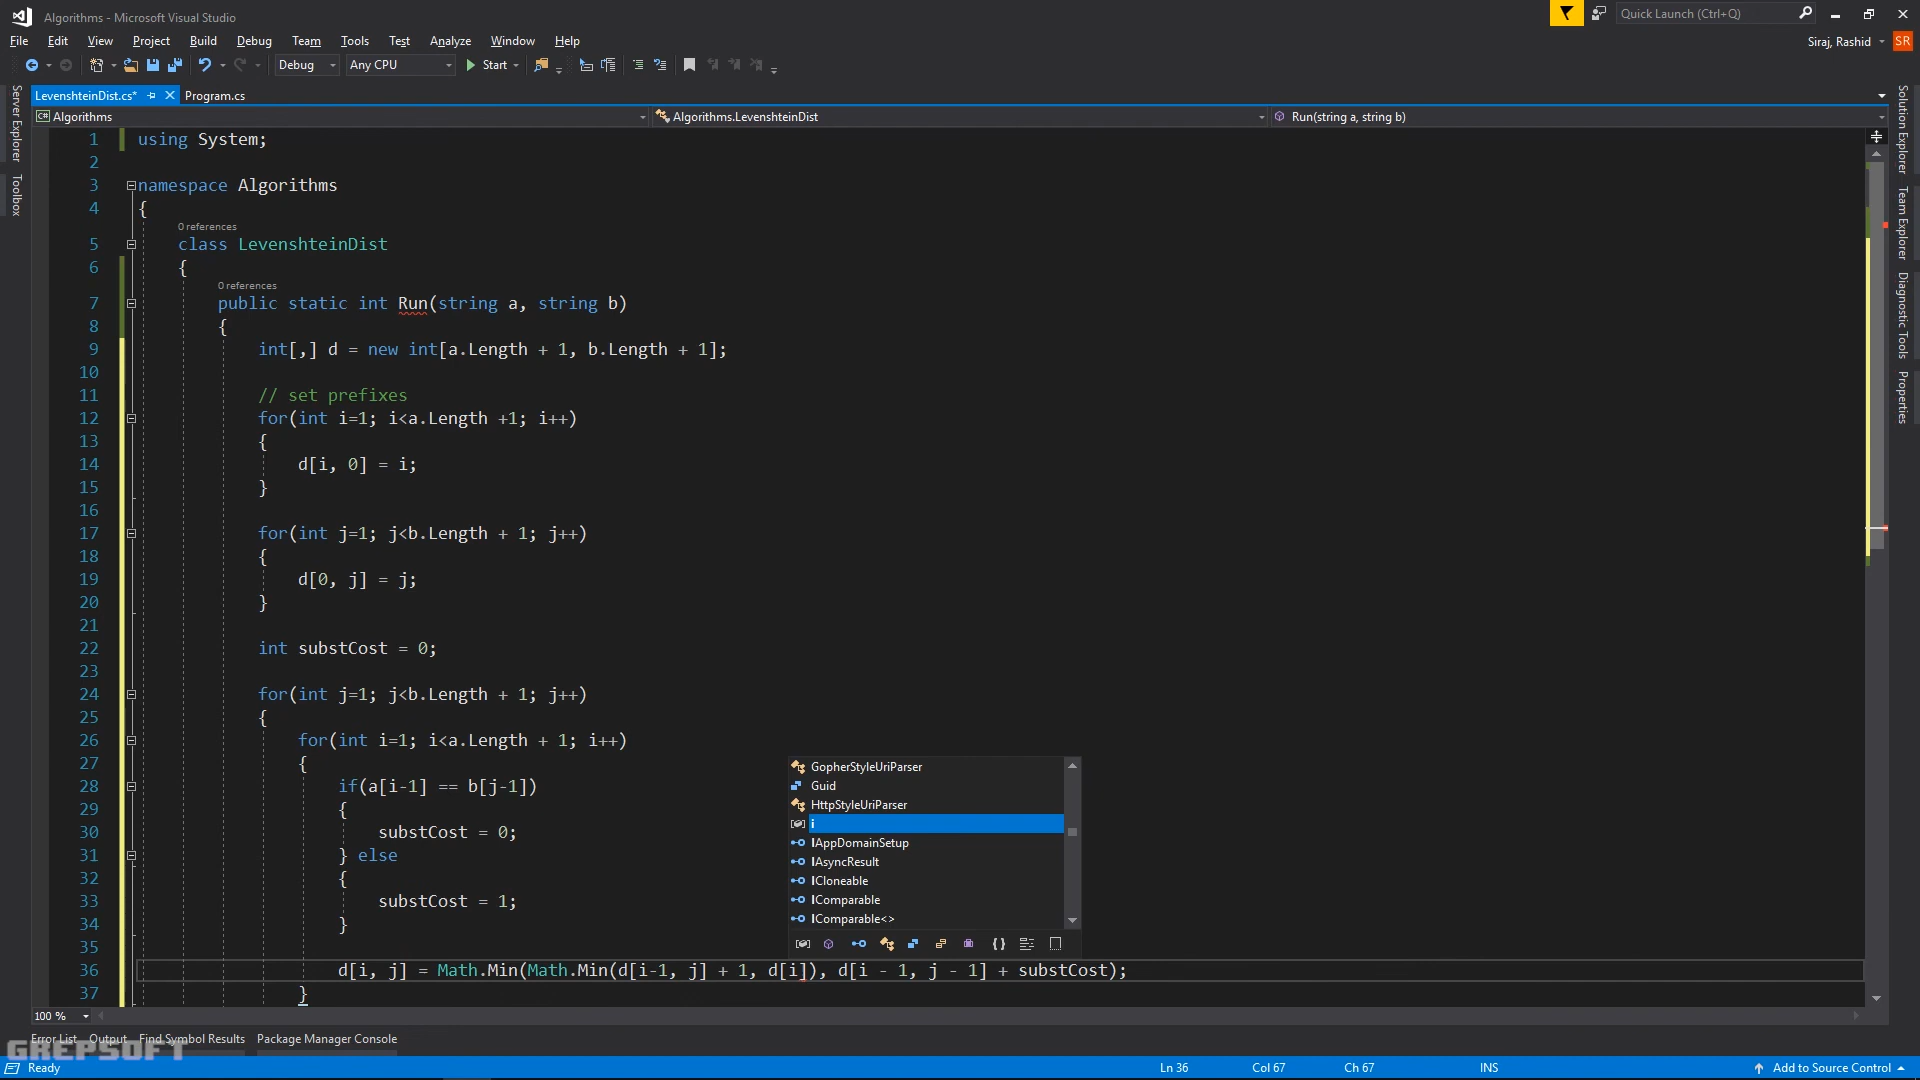 Algorithms - Microsoft Visual Studio
Quick Launch (Ctrl+Q)
File Edit View Project Build Debug Team Tools Test Analyze Window Help
Siraj, Rashid SR
Debug Any CPU Start
LevenshteinDist.cs* Program.cs
C# Algorithms Algorithms.LevenshteinDist Run(string a, string b)
Server Explorer
Toolbox
Solution Explorer
Team Explorer
Diagnostic Tools
Properties
1 using System;
2
3 namespace Algorithms
4 {
0 references
5 class LevenshteinDist
6 {
0 references
7 public static int Run(string a, string b)
8 {
9 int[,] d = new int[a.Length + 1, b.Length + 1];
10
11 // set prefixes
12 for(int i=1; i<a.Length +1; i++)
13 {
14 d[i, 0] = i;
15 }
16
17 for(int j=1; j<b.Length + 1; j++)
18 {
19 d[0, j] = j;
20 }
21
22 int substCost = 0;
23
24 for(int j=1; j<b.Length + 1; j++)
25 {
26 for(int i=1; i<a.Length + 1; i++)
27 {
28 if(a[i-1] == b[j-1])
29 {
30 substCost = 0;
31 } else
32 {
33 substCost = 1;
34 }
35
36 d[i, j] = Math.Min(Math.Min(d[i-1, j] + 1, d[i]), d[i - 1, j - 1] + substCost);
37 }
GopherStyleUriParser
Guid
HttpStyleUriParser
i
IAppDomainSetup
IAsyncResult
ICloneable
IComparable
IComparable<>
100 %
Error List Output Find Symbol Results Package Manager Console
GREPSOFT
Ready Ln 36 Col 67 Ch 67 INS Add to Source Control